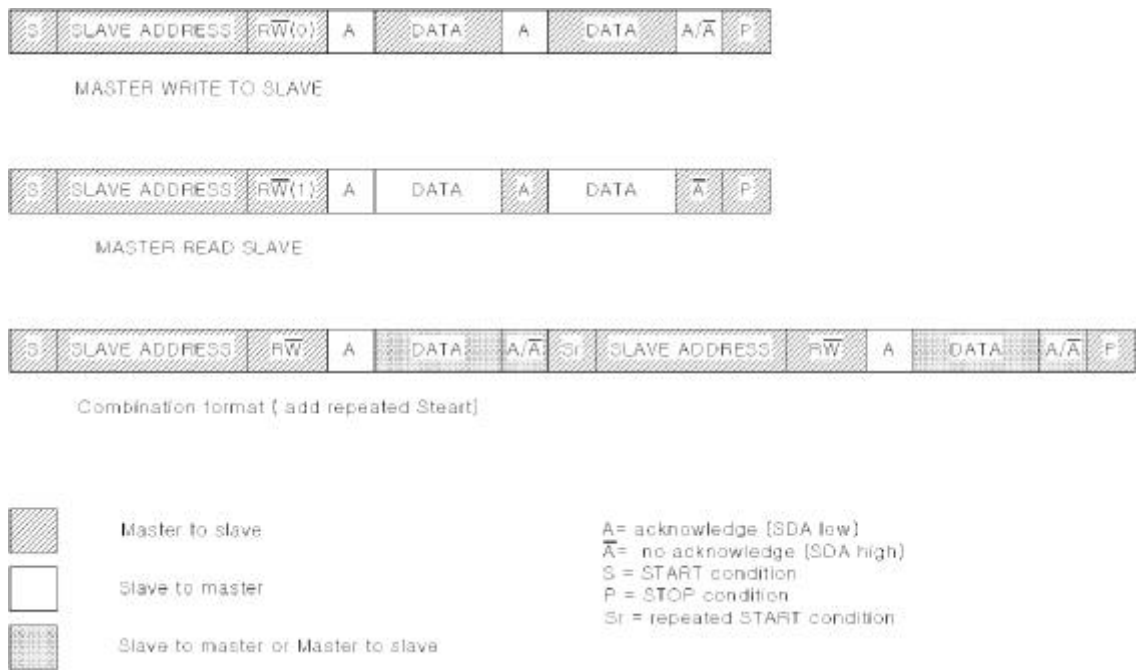 S SLAVE ADDRESS RW̅(0) A DATA A DATA A/A̅ P
MASTER WRITE TO SLAVE
S SLAVE ADDRESS RW̅(1) A DATA A DATA A̅ P
MASTER READ SLAVE
S SLAVE ADDRESS RW̅ A DATA A/A̅ Sr SLAVE ADDRESS RW̅ A DATA A/A̅ P
Combination format ( add repeated Steart)
Master to slave
Slave to master
Slave to master or Master to slave
A= acknowledge (SDA low)
A̅= no acknowledge (SDA high)
S = START condition
P = STOP condition
Sr = repeated START condition